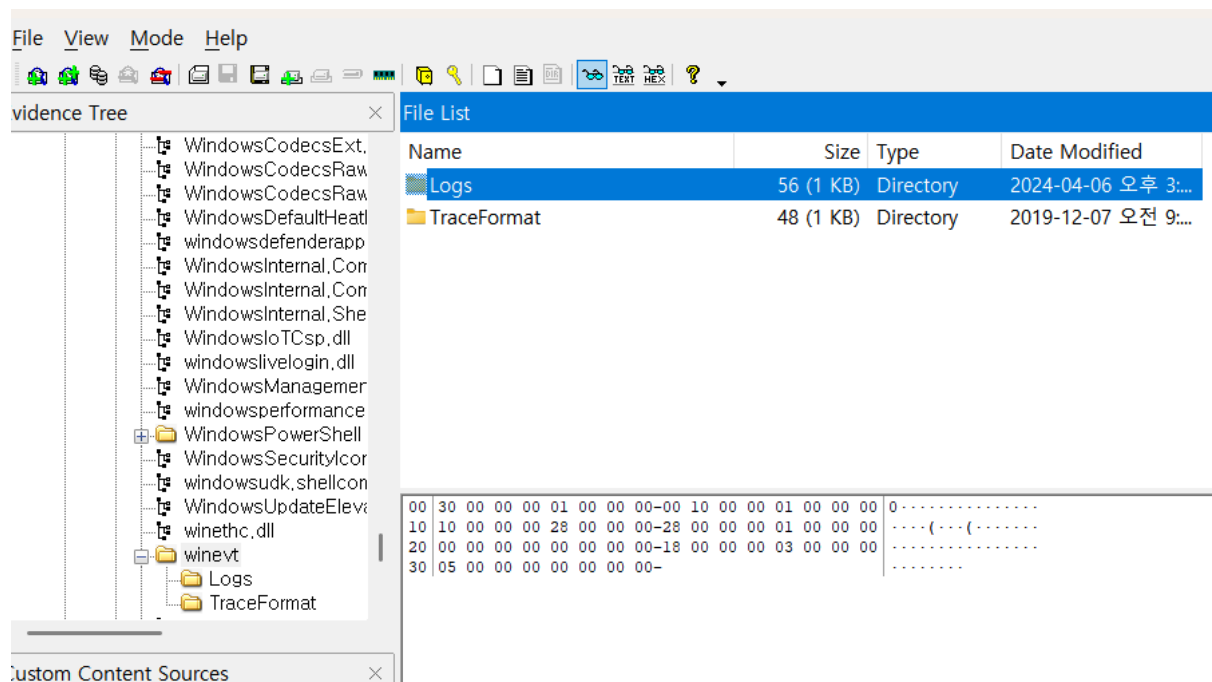 File View Mode Help
TEXT HEX ?
vidence Tree
WindowsCodecsExt,
WindowsCodecsRaw
WindowsCodecsRaw
WindowsDefaultHeatl
windowsdefenderapp
WindowsInternal,Com
WindowsInternal,Com
WindowsInternal,She
WindowsIoTCsp,dll
windowslivelogin,dll
WindowsManagemer
windowsperformance
WindowsPowerShell
WindowsSecurityIcor
windowsudk,shellcon
WindowsUpdateEleva
winethc,dll
winevt
Logs
TraceFormat
Custom Content Sources
File List
Name Size Type Date Modified
Logs 56 (1 KB) Directory 2024-04-06 오후 3:...
TraceFormat 48 (1 KB) Directory 2019-12-07 오전 9:...
00 30 00 00 00 01 00 00 00-00 10 00 00 01 00 00 00 0···············
10 10 00 00 00 28 00 00 00-28 00 00 00 01 00 00 00 ····(···(·······
20 00 00 00 00 00 00 00 00-18 00 00 00 03 00 00 00 ················
30 05 00 00 00 00 00 00 00- ········